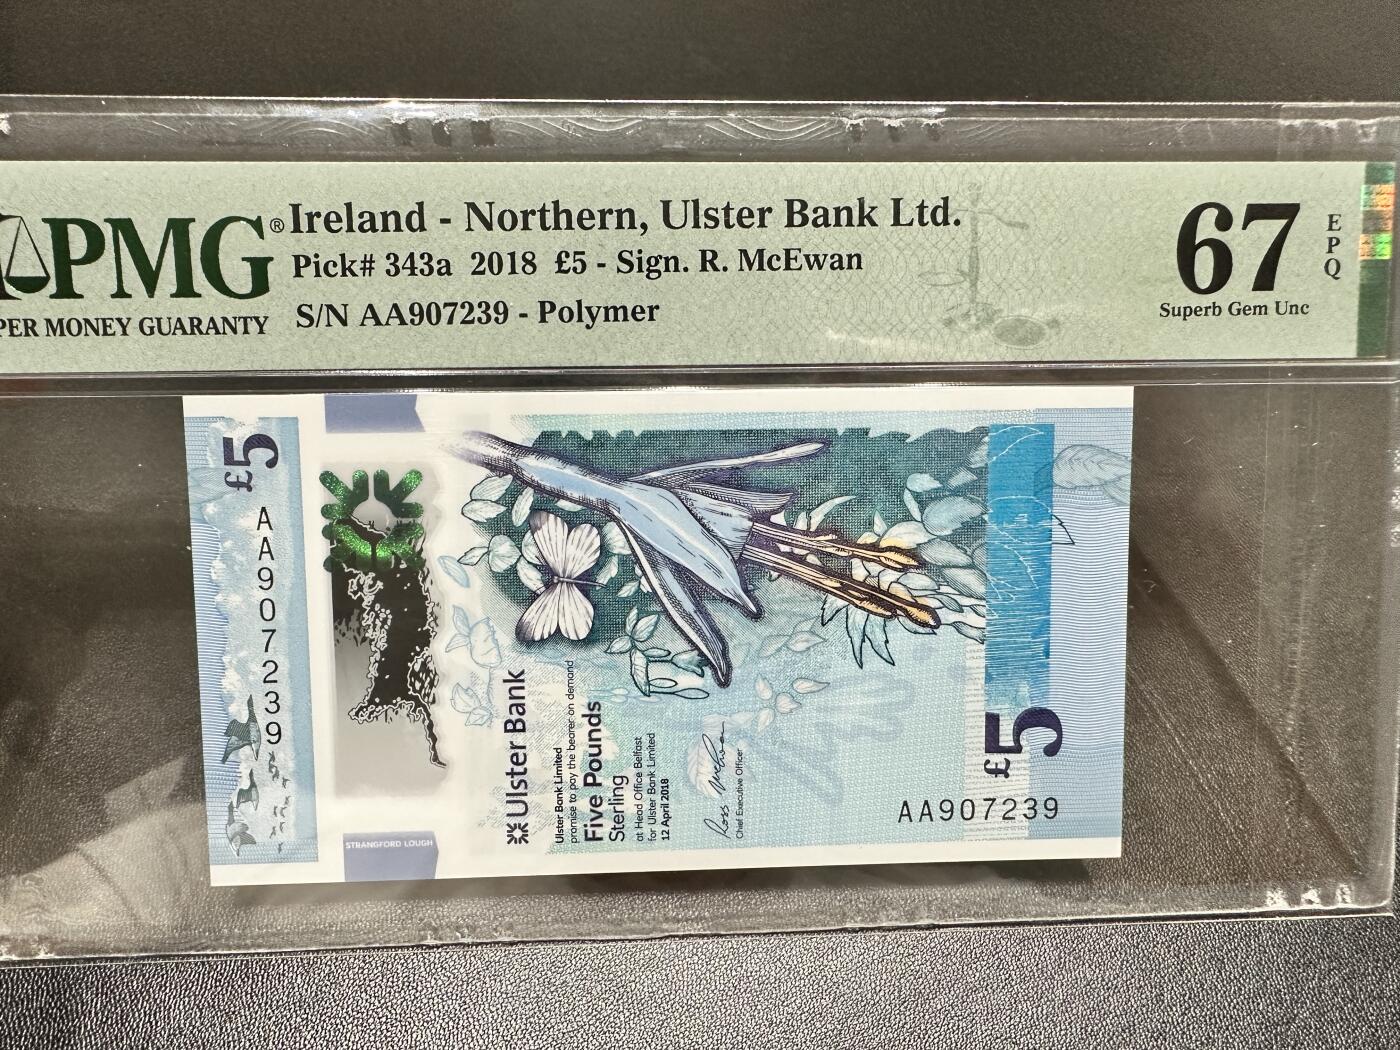 PMG®
PER MONEY GUARANTY
Ireland - Northern, Ulster Bank Ltd.
Pick# 343a 2018 £5 - Sign. R. McEwan
S/N AA907239 - Polymer
67
EPQ
Superb Gem Unc
£5
AA907239
STRANGFORD LOUGH
Ulster Bank
Ulster Bank Limited
promise to pay the bearer on demand
Five Pounds
Sterling
at Head Office Belfast
for Ulster Bank Limited
12 April 2018
Ross McEwan
Chief Executive Officer
£5
AA907239